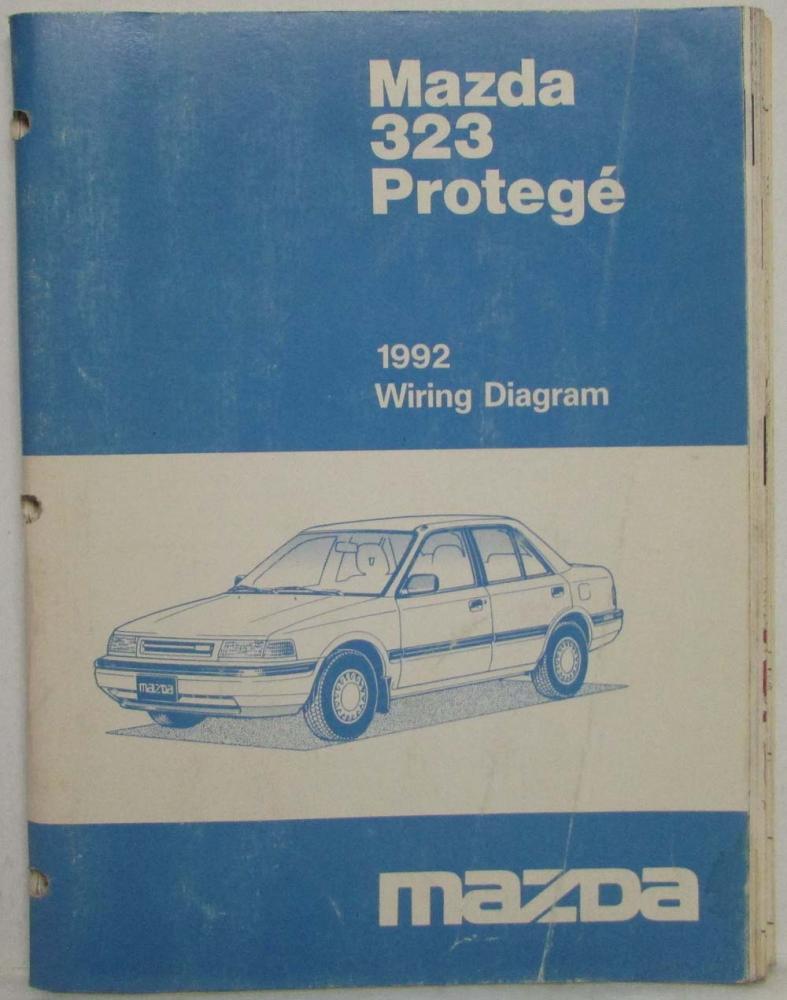 Mazda
323
Protegé
1992
Wiring Diagram
mazda
mazda